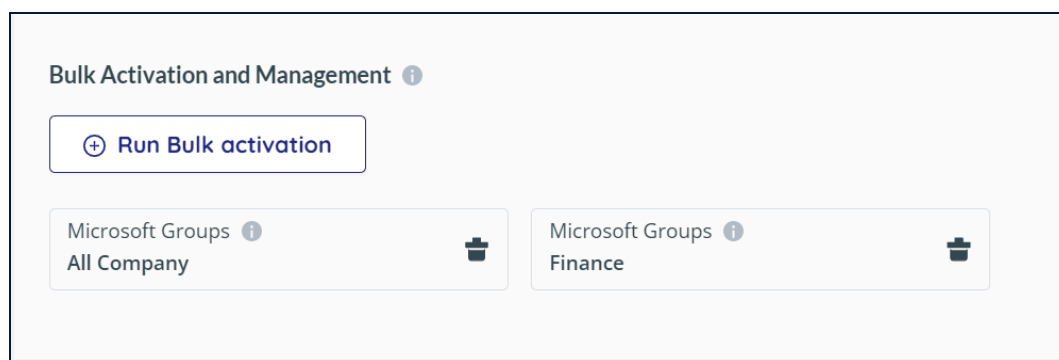 Bulk Activation and Management
Run Bulk activation
Microsoft Groups
All Company
Microsoft Groups
Finance